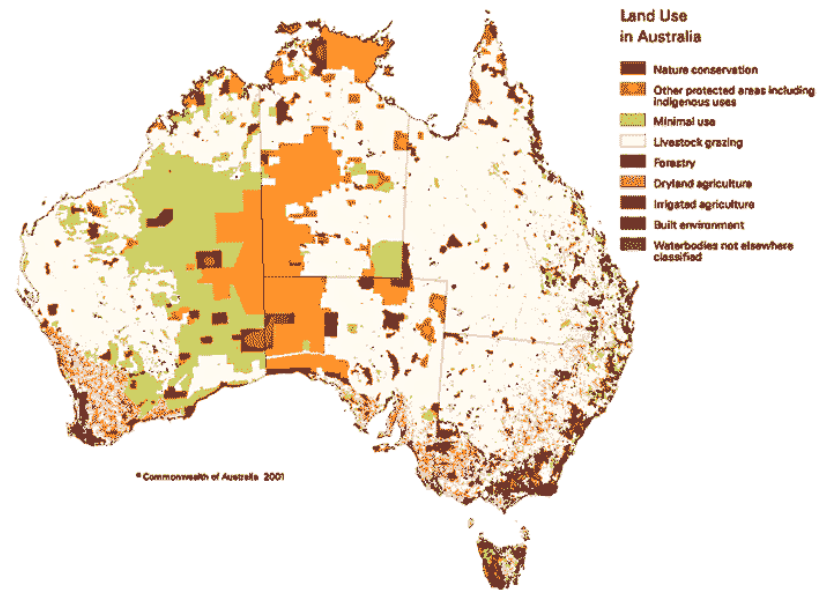 Land Use
in Australia
Nature conservation
Other protected areas including
indigenous uses
Minimal use
Livestock grazing
Forestry
Dryland agriculture
Irrigated agriculture
Built environment
Waterbodies not elsewhere
classified
© Commonwealth of Australia 2001